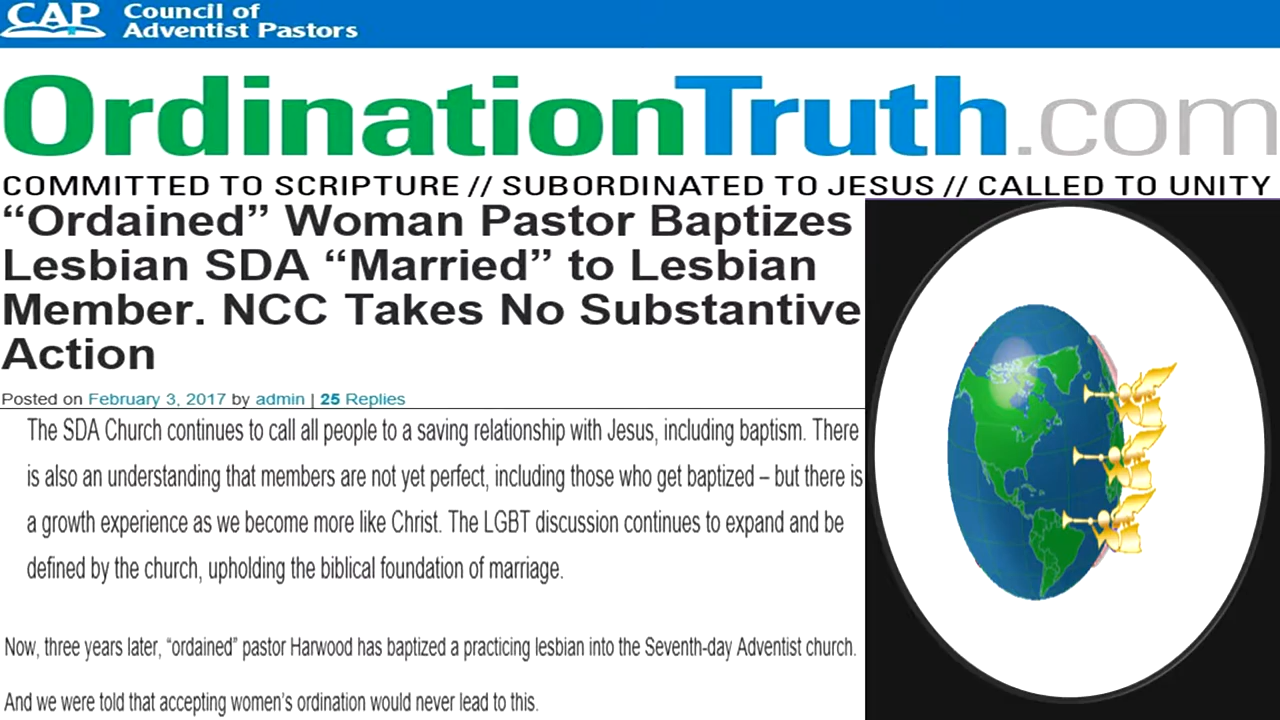 CAP
Council of
Adventist Pastors
OrdinationTruth.com
COMMITTED TO SCRIPTURE // SUBORDINATED TO JESUS // CALLED TO UNITY
“Ordained” Woman Pastor Baptizes
Lesbian SDA “Married” to Lesbian
Member. NCC Takes No Substantive
Action
Posted on February 3, 2017 by admin | 25 Replies
The SDA Church continues to call all people to a saving relationship with Jesus, including baptism. There
is also an understanding that members are not yet perfect, including those who get baptized – but there is
a growth experience as we become more like Christ. The LGBT discussion continues to expand and be
defined by the church, upholding the biblical foundation of marriage.
Now, three years later, “ordained” pastor Harwood has baptized a practicing lesbian into the Seventh-day Adventist church.
And we were told that accepting women’s ordination would never lead to this.